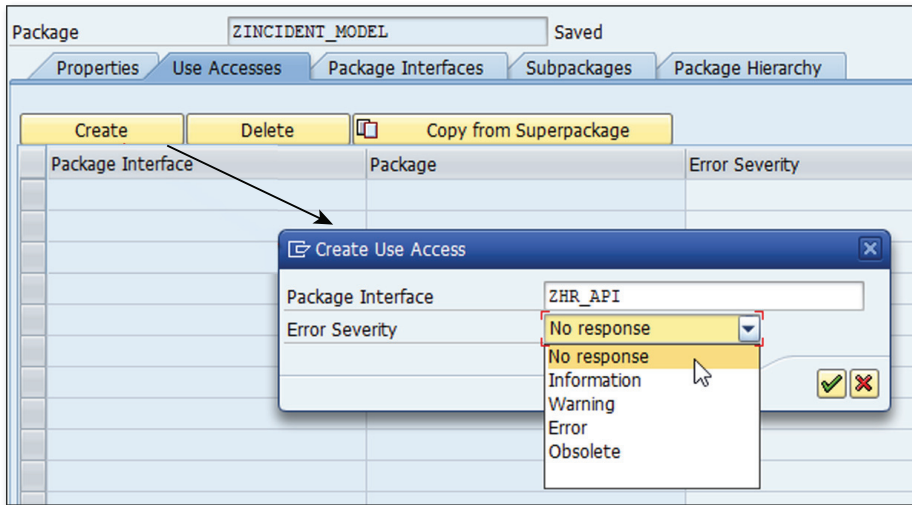 Package ZINCIDENT_MODEL Saved
Properties Use Accesses Package Interfaces Subpackages Package Hierarchy
Create Delete Copy from Superpackage
Package Interface Package Error Severity
Create Use Access
Package Interface ZHR_API
Error Severity No response
No response
Information
Warning
Error
Obsolete